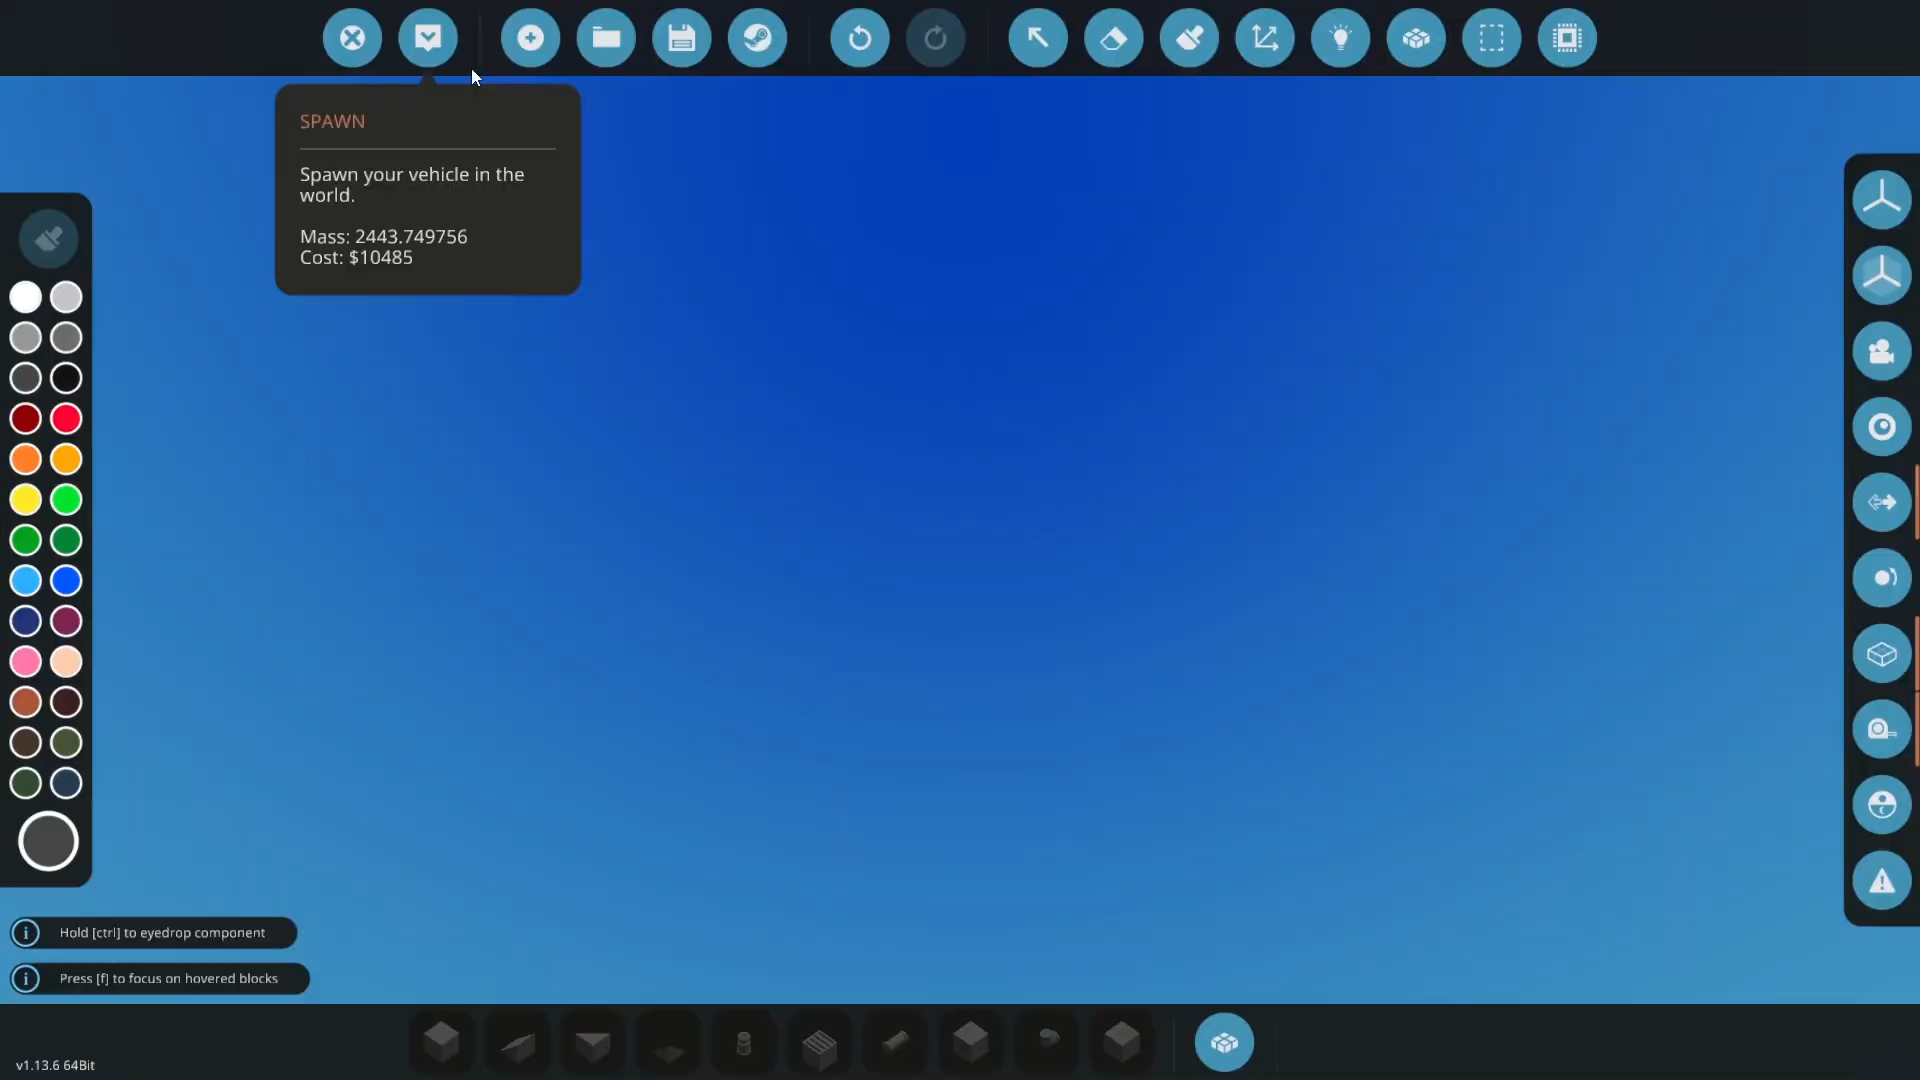 SPAWN
Spawn your vehicle in the
world.
Mass: 2443.749756
Cost: $10485
Hold [ctrl] to eyedrop component
Press [f] to focus on hovered blocks
v1.13.6 64Bit